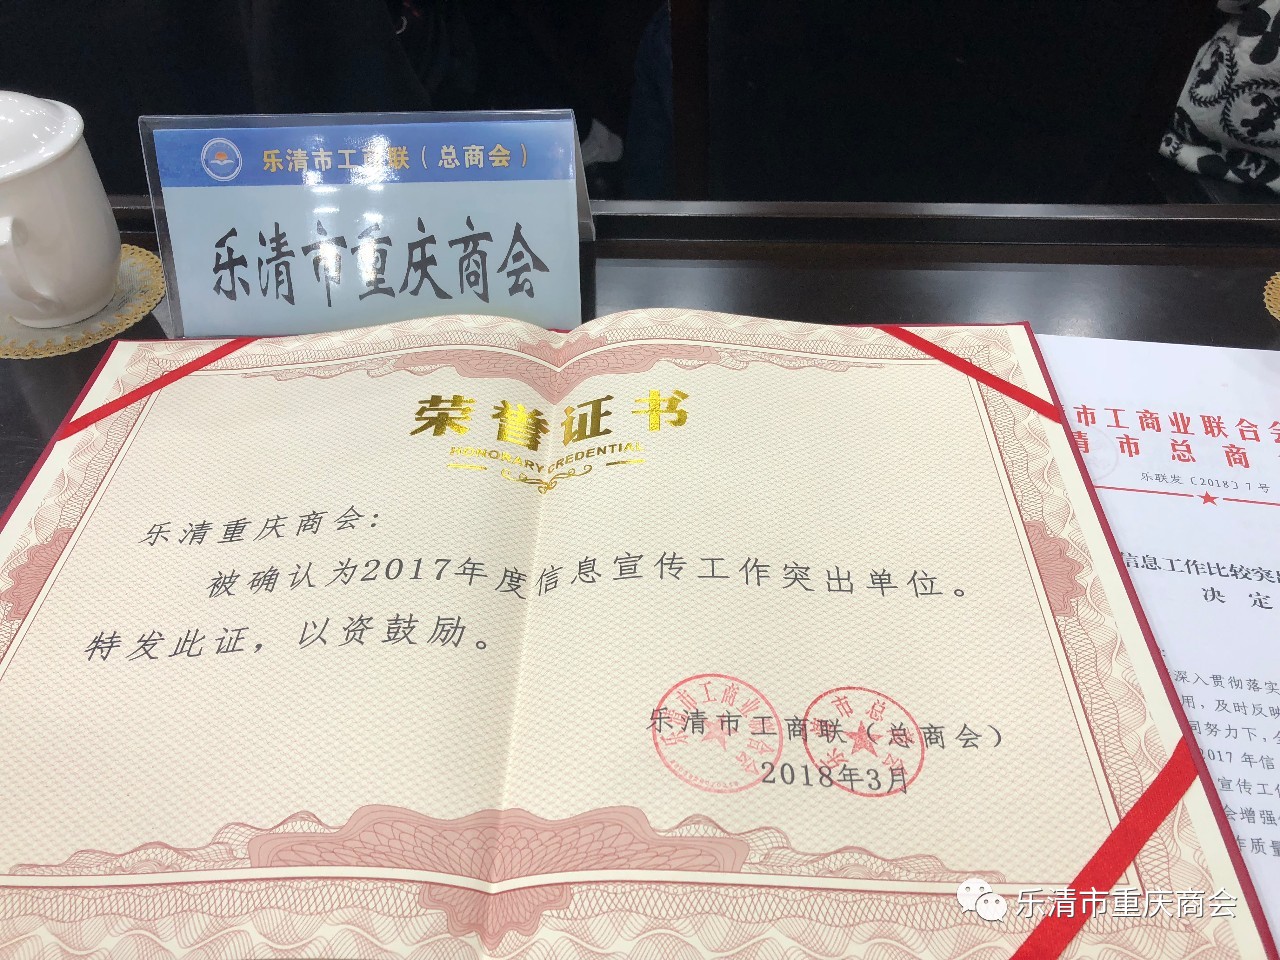 乐清市工商联（总商会）
乐清市重庆商会
荣誉证书
HONORARY CREDENTIAL
乐清重庆商会:
被确认为2017年度信息宣传工作突出单位。
特发此证，以资鼓励。
乐清市工商联（总商会）
2018年3月
市工商业联合会
清市总商
乐联发〔2018〕7号
信息工作比较突出
决定
深入贯彻落实
用，及时反映
同努力下，
2017年信
宣传工作
会增强
作质量
乐清市重庆商会